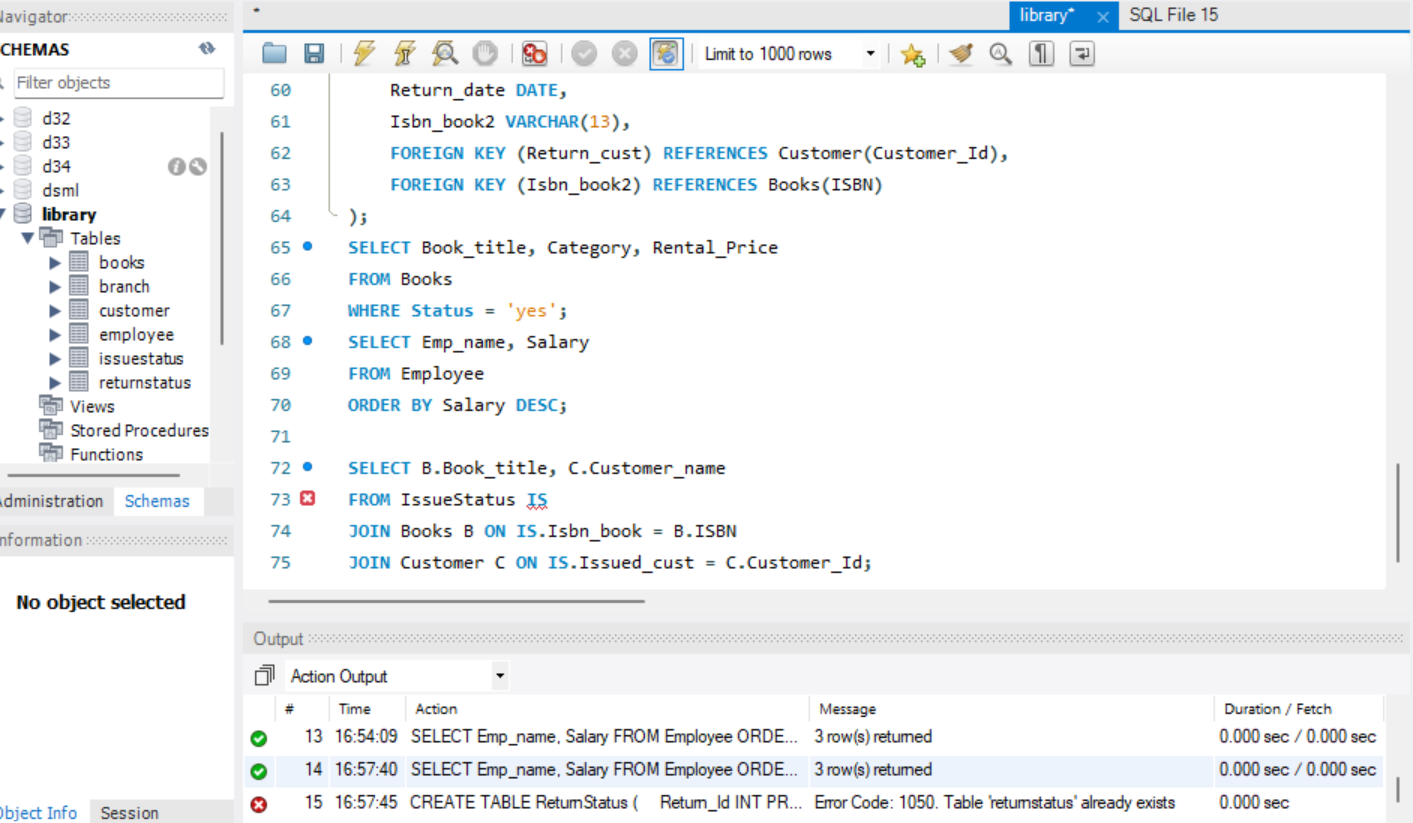 Navigator
library*
SQL File 15
*
SCHEMAS
Filter objects
Limit to 1000 rows
d32
d33
d34
dsml
library
Tables
books
branch
customer
employee
issuestatus
returnstatus
Views
Stored Procedures
Functions
Administration Schemas
Information
No object selected
Object Info Session
60 Return_date DATE,
61 Isbn_book2 VARCHAR(13),
62 FOREIGN KEY (Return_cust) REFERENCES Customer(Customer_Id),
63 FOREIGN KEY (Isbn_book2) REFERENCES Books(ISBN)
64 );
65 SELECT Book_title, Category, Rental_Price
66 FROM Books
67 WHERE Status = 'yes';
68 SELECT Emp_name, Salary
69 FROM Employee
70 ORDER BY Salary DESC;
71
72 SELECT B.Book_title, C.Customer_name
73 FROM IssueStatus IS
74 JOIN Books B ON IS.Isbn_book = B.ISBN
75 JOIN Customer C ON IS.Issued_cust = C.Customer_Id;
Output
Action Output
# Time Action Message Duration / Fetch
13 16:54:09 SELECT Emp_name, Salary FROM Employee ORDE... 3 row(s) returned 0.000 sec / 0.000 sec
14 16:57:40 SELECT Emp_name, Salary FROM Employee ORDE... 3 row(s) returned 0.000 sec / 0.000 sec
15 16:57:45 CREATE TABLE ReturnStatus ( Return_Id INT PR... Error Code: 1050. Table 'returnstatus' already exists 0.000 sec